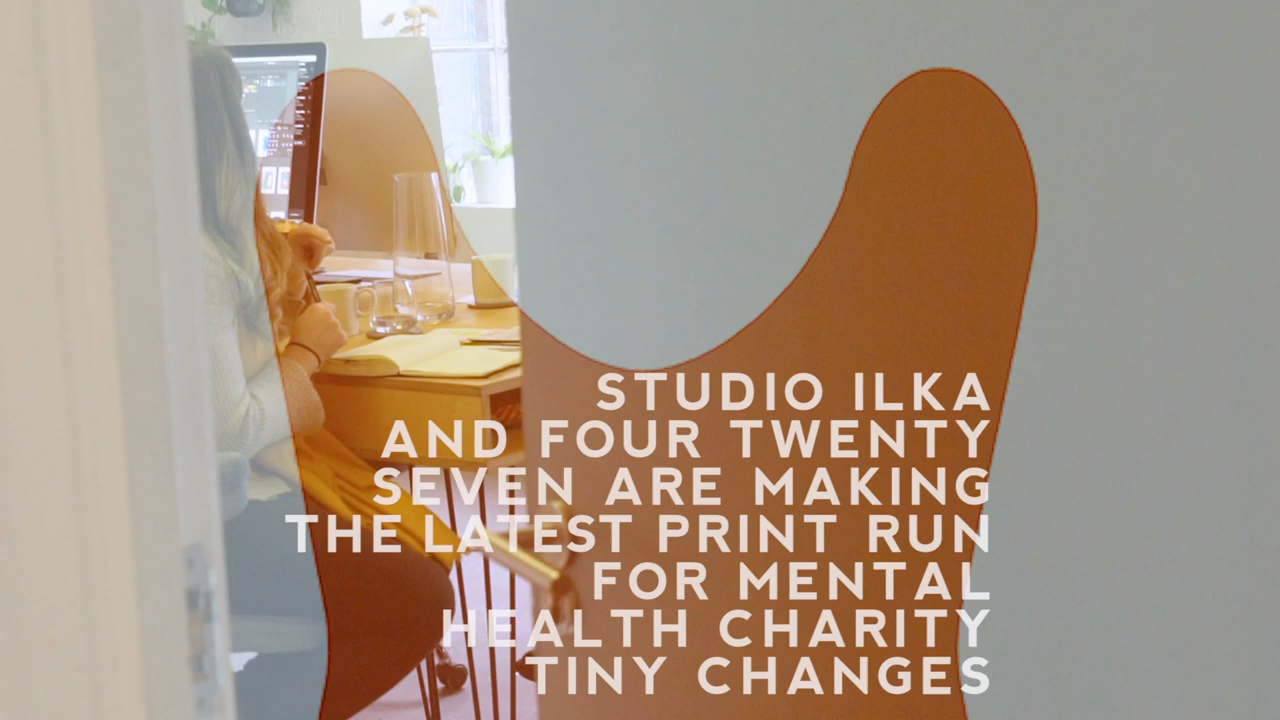 STUDIO ILKA
AND FOUR TWENTY
SEVEN ARE MAKING
THE LATEST PRINT RUN
FOR MENTAL
HEALTH CHARITY
TINY CHANGES